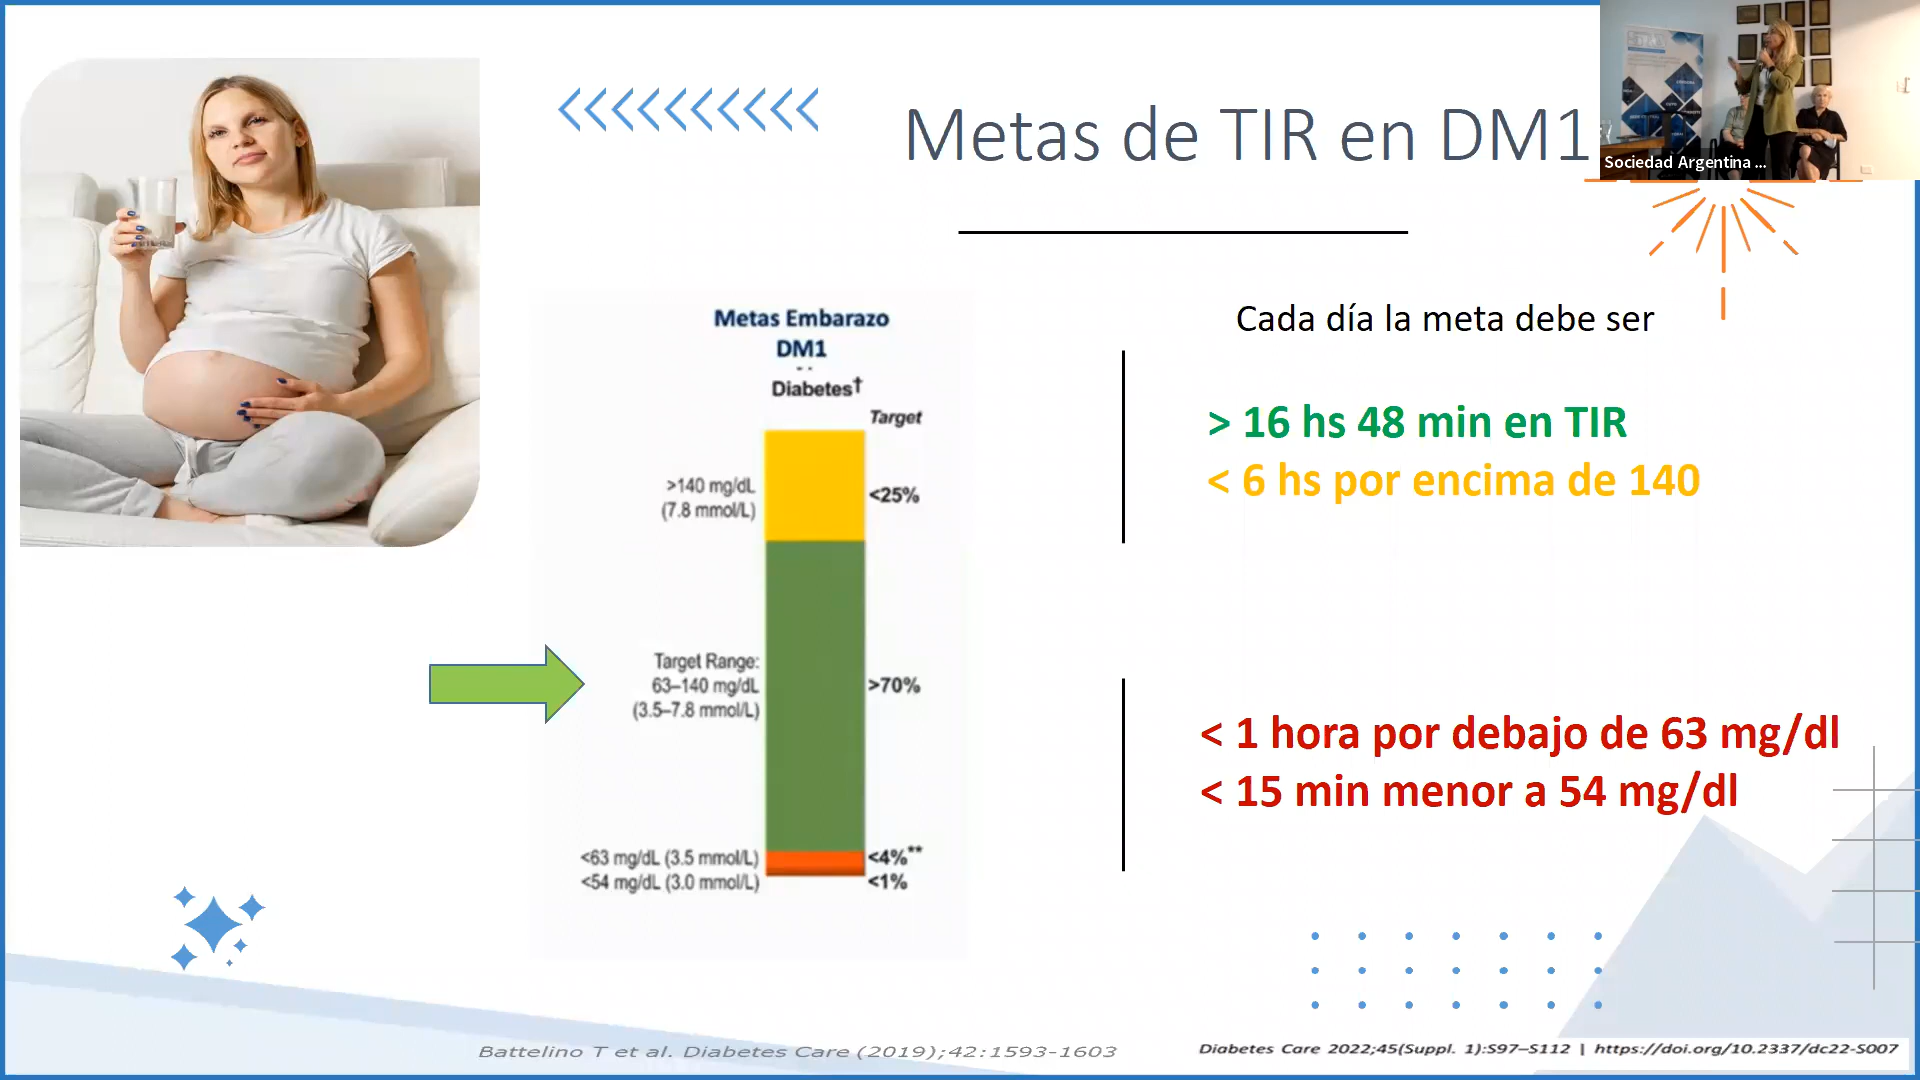 Metas de TIR en DM1
Sociedad Argentina ...
Metas Embarazo
DM1
Diabetes†
Target
>140 mg/dL
(7.8 mmol/L)
<25%
Target Range:
63–140 mg/dL
(3.5–7.8 mmol/L)
>70%
<63 mg/dL (3.5 mmol/L)
<4%**
<54 mg/dL (3.0 mmol/L)
<1%
Cada día la meta debe ser
> 16 hs 48 min en TIR
< 6 hs por encima de 140
< 1 hora por debajo de 63 mg/dl
< 15 min menor a 54 mg/dl
Battelino T et al. Diabetes Care (2019);42:1593-1603
Diabetes Care 2022;45(Suppl. 1):S97–S112 | https://doi.org/10.2337/dc22-S007